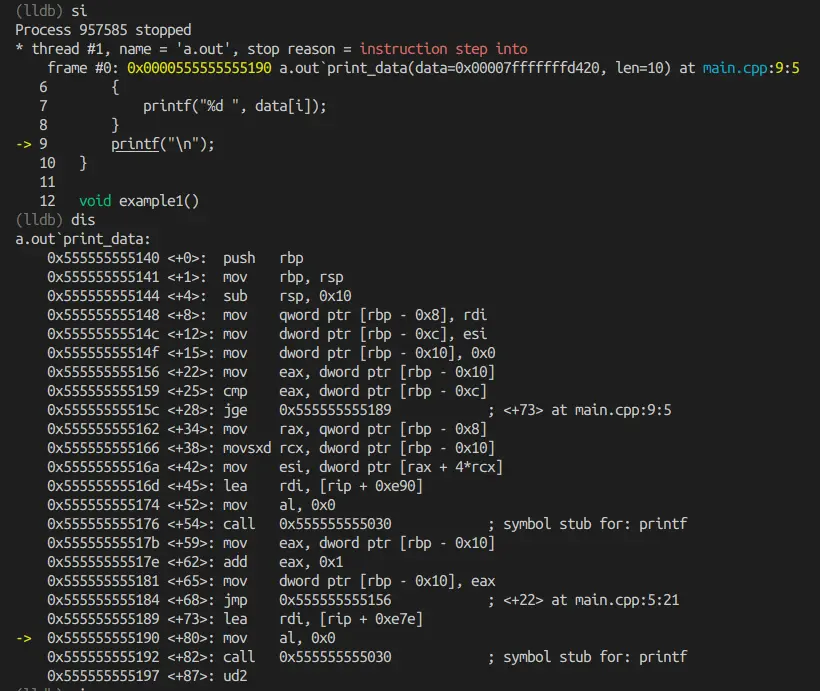 (lldb) si
Process 957585 stopped
* thread #1, name = 'a.out', stop reason = instruction step into
    frame #0: 0x0000555555555190 a.out`print_data(data=0x00007fffffffd420, len=10) at main.cpp:9:5
   6        {
   7            printf("%d ", data[i]);
   8        }
-> 9        printf("\n");
   10   }
   11
   12   void example1()
(lldb) dis
a.out`print_data:
    0x555555555140 <+0>:  push   rbp
    0x555555555141 <+1>:  mov    rbp, rsp
    0x555555555144 <+4>:  sub    rsp, 0x10
    0x555555555148 <+8>:  mov    qword ptr [rbp - 0x8], rdi
    0x55555555514c <+12>: mov    dword ptr [rbp - 0xc], esi
    0x55555555514f <+15>: mov    dword ptr [rbp - 0x10], 0x0
    0x555555555156 <+22>: mov    eax, dword ptr [rbp - 0x10]
    0x555555555159 <+25>: cmp    eax, dword ptr [rbp - 0xc]
    0x55555555515c <+28>: jge    0x555555555189            ; <+73> at main.cpp:9:5
    0x555555555162 <+34>: mov    rax, qword ptr [rbp - 0x8]
    0x555555555166 <+38>: movsxd rcx, dword ptr [rbp - 0x10]
    0x55555555516a <+42>: mov    esi, dword ptr [rax + 4*rcx]
    0x55555555516d <+45>: lea    rdi, [rip + 0xe90]
    0x555555555174 <+52>: mov    al, 0x0
    0x555555555176 <+54>: call   0x555555555030            ; symbol stub for: printf
    0x55555555517b <+59>: mov    eax, dword ptr [rbp - 0x10]
    0x55555555517e <+62>: add    eax, 0x1
    0x555555555181 <+65>: mov    dword ptr [rbp - 0x10], eax
    0x555555555184 <+68>: jmp    0x555555555156            ; <+22> at main.cpp:5:21
    0x555555555189 <+73>: lea    rdi, [rip + 0xe7e]
->  0x555555555190 <+80>: mov    al, 0x0
    0x555555555192 <+82>: call   0x555555555030            ; symbol stub for: printf
    0x555555555197 <+87>: ud2